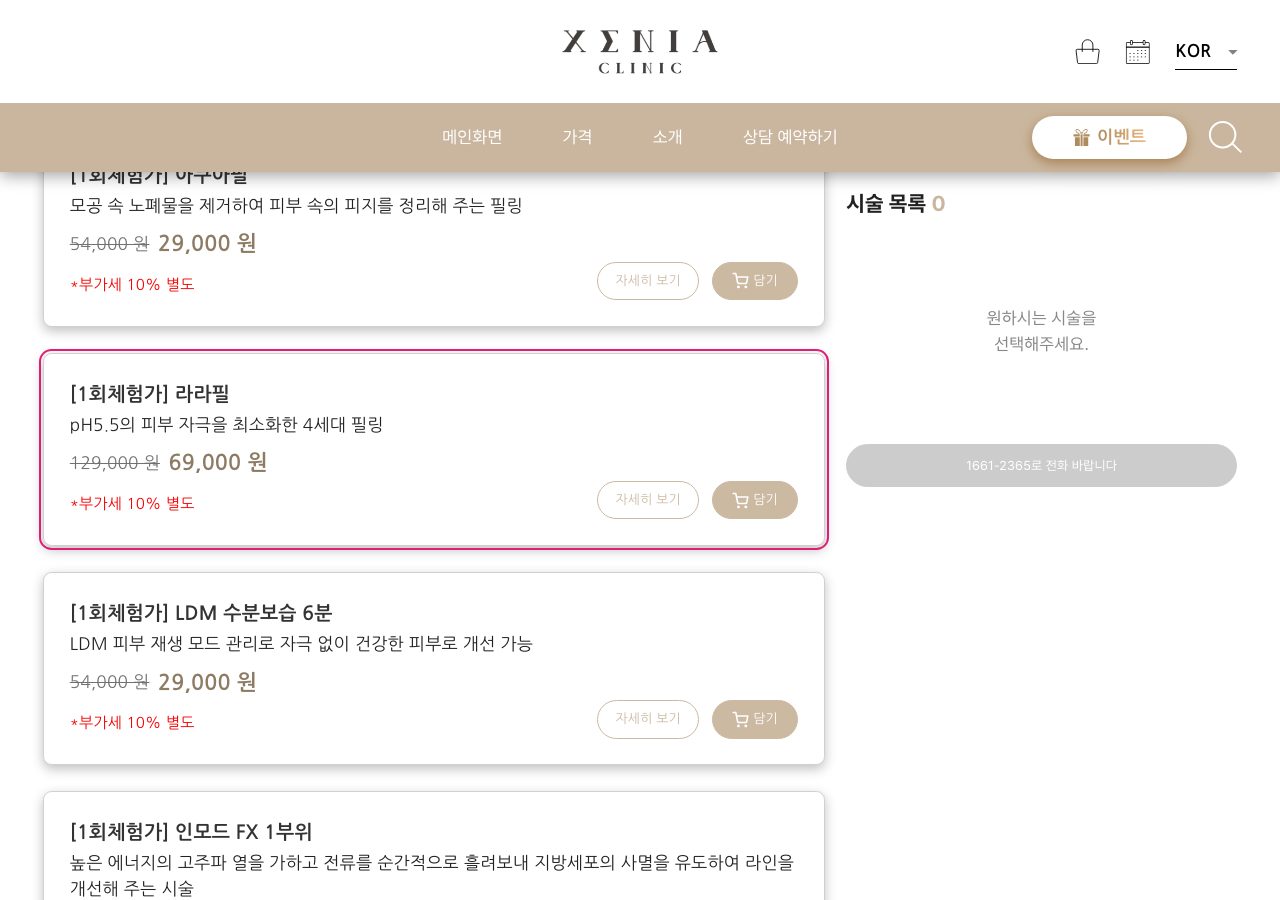 XENIA
CLINIC
KOR
메인화면
가격
소개
상담 예약하기
이벤트
[1회체험가] 아쿠아필
모공 속 노폐물을 제거하여 피부 속의 피지를 정리해 주는 필링
54,000 원 29,000 원
*부가세 10% 별도
자세히 보기
담기
[1회체험가] 라라필
pH5.5의 피부 자극을 최소화한 4세대 필링
129,000 원 69,000 원
*부가세 10% 별도
자세히 보기
담기
[1회체험가] LDM 수분보습 6분
LDM 피부 재생 모드 관리로 자극 없이 건강한 피부로 개선 가능
54,000 원 29,000 원
*부가세 10% 별도
자세히 보기
담기
[1회체험가] 인모드 FX 1부위
높은 에너지의 고주파 열을 가하고 전류를 순간적으로 흘려보내 지방세포의 사멸을 유도하여 라인을
개선해 주는 시술
시술 목록 0
원하시는 시술을
선택해주세요.
1661-2365로 전화 바랍니다